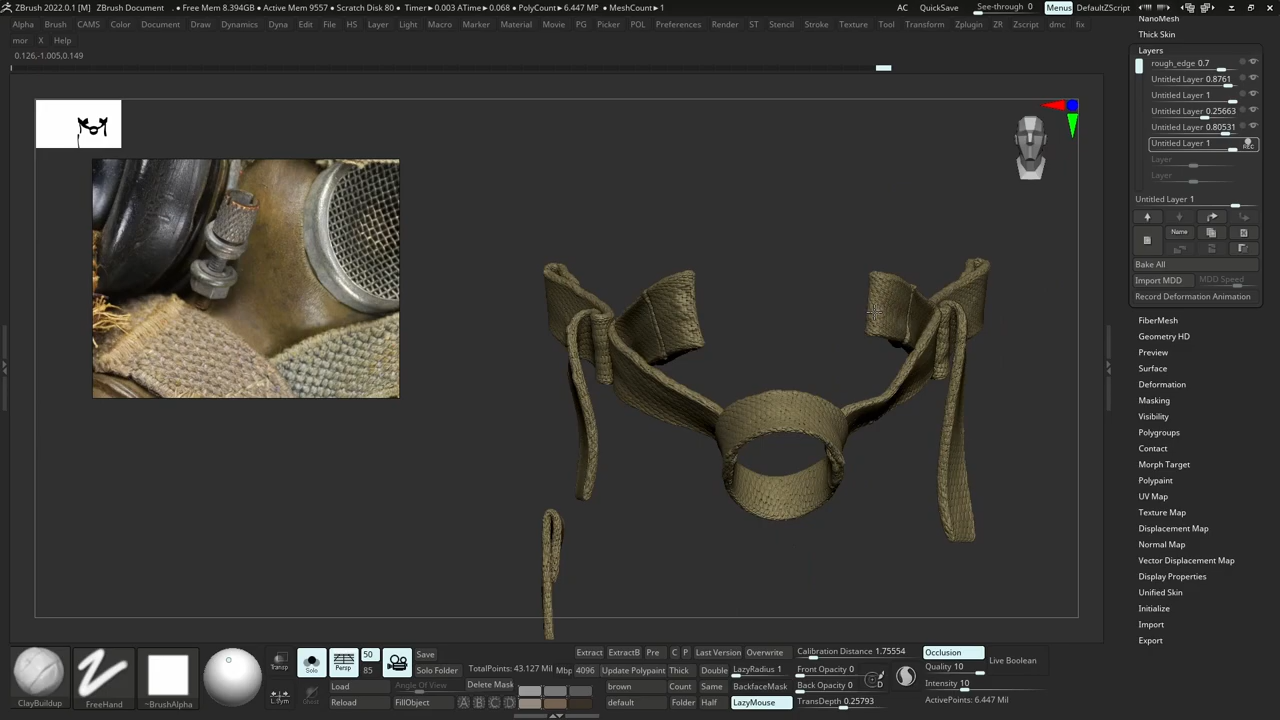 ZBrush 2022.0.1 [M] ZBrush Document . • Free Mem 8.394GB • Active Mem 9557 • Scratch Disk 80 • Timer▸0.003 ATime▸0.068 • PolyCount▸6.447 MP • MeshCount▸1 AC QuickSave See-through 0 Menus DefaultZScript
Alpha Brush CAMS Color Document Draw Dyna Edit File HS Layer Light Macro Marker Material Movie PG Picker POL Preferences Render ST Stencil Stroke Texture Tool Transform Zplugin ZR Zscript dmc fix
mor X Help
0.126,-1.005,0.149
NanoMesh
Thick Skin
Layers
rough_edge 0.7
Untitled Layer 0.8761
Untitled Layer 1
Untitled Layer 0.25663
Untitled Layer 0.80531
Untitled Layer 1 REC
Layer
Layer
Untitled Layer 1
Name
Bake All
Import MDD MDD Speed
Record Deformation Animation
FiberMesh
Geometry HD
Preview
Surface
Deformation
Masking
Visibility
Polygroups
Contact
Morph Target
Polypaint
UV Map
Texture Map
Displacement Map
Normal Map
Vector Displacement Map
Display Properties
Unified Skin
Initialize
Import
Export
ClayBuildup
FreeHand
~BrushAlpha
Transp
L.Sym
Solo
Ghost
Persp
50
85
Save
Solo Folder
Load
Angle Of View
Reload
FillObject
TotalPoints: 43.127 Mil
Delete Mask
A B C D
Extract ExtractB Pre C P Last Version Overwrite
Mbp 4096 Update Polypaint Thick Double LazyRadius 1
brown Count Same BackfaceMask
default Folder Half LazyMouse
Calibration Distance 1.75554
Front Opacity 0
Back Opacity 0
TransDepth 0.25793
Occlusion
Quality 10
Intensity 10
Live Boolean
ActivePoints: 6.447 Mil